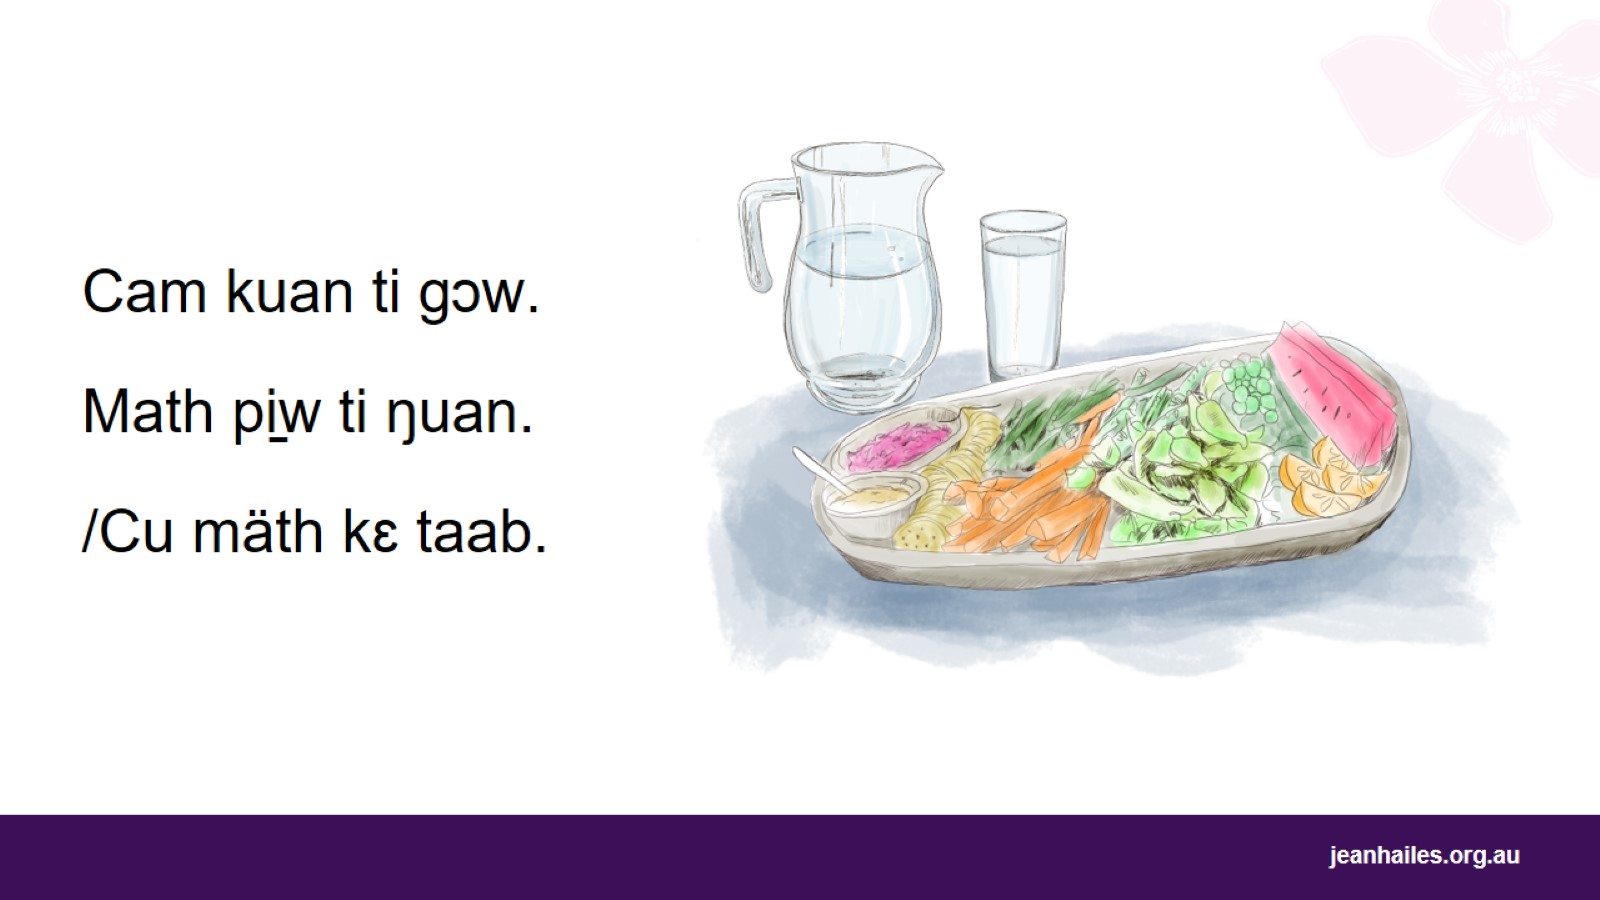 Cam kuan ti gɔw.
Math pi̱w ti ŋuan.
/Cu mäth kɛ taab.
jeanhailes.org.au